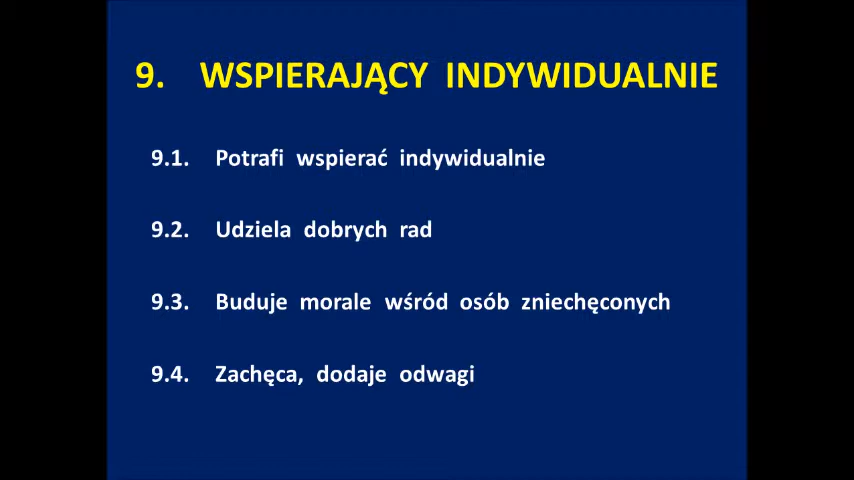 9. WSPIERAJĄCY INDYWIDUALNIE
9.1. Potrafi wspierać indywidualnie
9.2. Udziela dobrych rad
9.3. Buduje morale wśród osób zniechęconych
9.4. Zachęca, dodaje odwagi